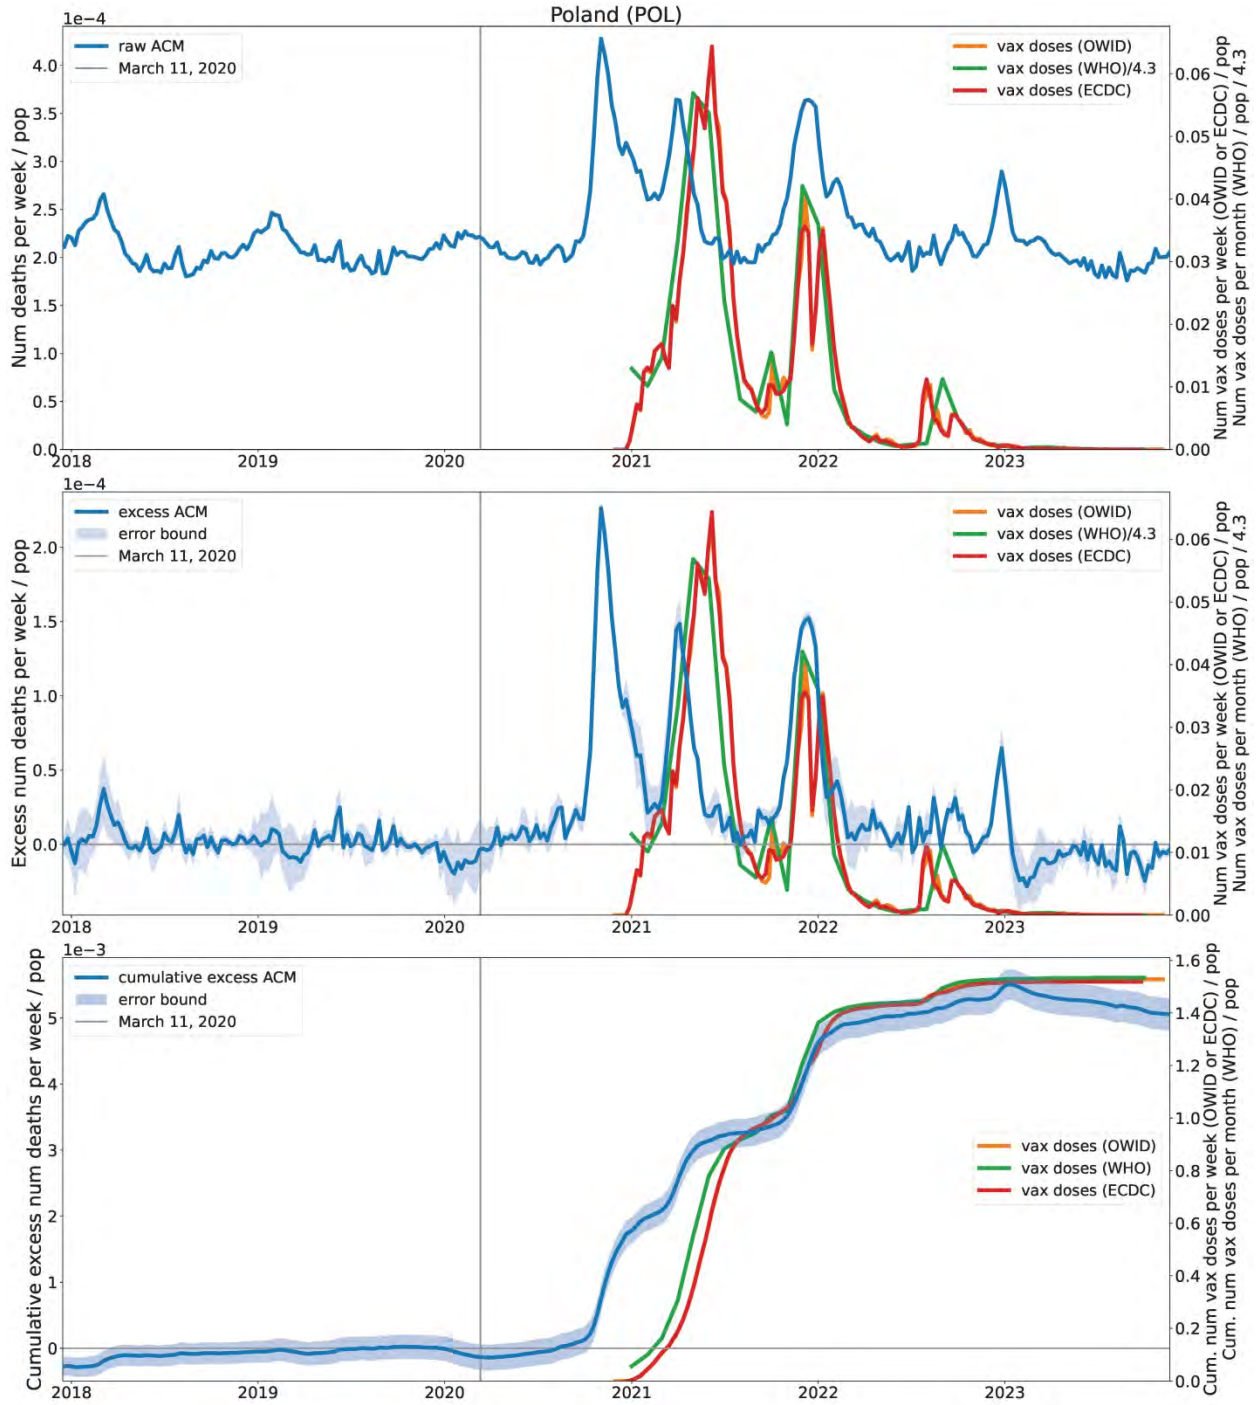 Poland (POL)
1e−4
raw ACM
March 11, 2020
vax doses (OWID)
vax doses (WHO)/4.3
vax doses (ECDC)
Num deaths per week / pop
4.0
3.5
3.0
2.5
2.0
1.5
1.0
0.5
0.0
0.06
0.05
0.04
0.03
0.02
0.01
0.00
Num vax doses per week (OWID or ECDC) / pop
Num vax doses per month (WHO) / pop / 4.3
2018 2019 2020 2021 2022 2023
1e−4
excess ACM
error bound
March 11, 2020
vax doses (OWID)
vax doses (WHO)/4.3
vax doses (ECDC)
Excess num deaths per week / pop
2.0
1.5
1.0
0.5
0.0
0.06
0.05
0.04
0.03
0.02
0.01
0.00
Num vax doses per week (OWID or ECDC) / pop
Num vax doses per month (WHO) / pop / 4.3
2018 2019 2020 2021 2022 2023
1e−3
cumulative excess ACM
error bound
March 11, 2020
vax doses (OWID)
vax doses (WHO)
vax doses (ECDC)
Cumulative excess num deaths per week / pop
5
4
3
2
1
0
1.6
1.4
1.2
1.0
0.8
0.6
0.4
0.2
0.0
Cum. num vax doses per week (OWID or ECDC) / pop
Cum. num vax doses per month (WHO) / pop
2018 2019 2020 2021 2022 2023